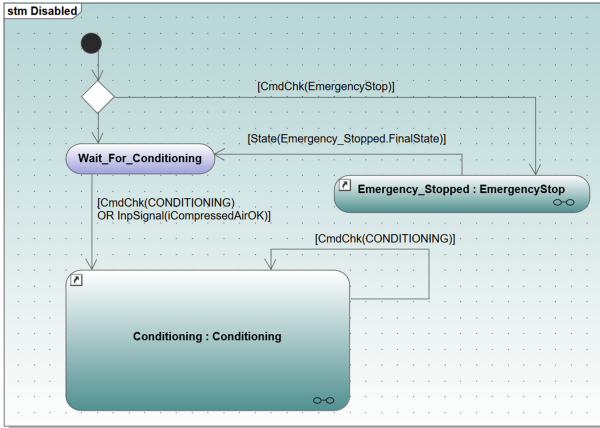 stm Disabled
[CmdChk(EmergencyStop)]
[State(Emergency_Stopped.FinalState)]
Wait_For_Conditioning
Emergency_Stopped : EmergencyStop
[CmdChk(CONDITIONING)
OR InpSignal(iCompressedAirOK)]
[CmdChk(CONDITIONING)]
Conditioning : Conditioning